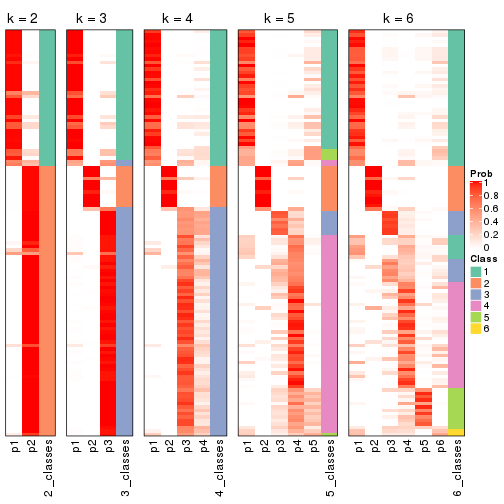 k = 2
k = 3
k = 4
k = 5
k = 6
Prob
1
0.8
0.6
0.4
0.2
0
Class
1
2
3
4
5
6
p1
p2
2_classes
p1
p2
p3
3_classes
p1
p2
p3
p4
4_classes
p1
p2
p3
p4
p5
5_classes
p1
p2
p3
p4
p5
p6
6_classes